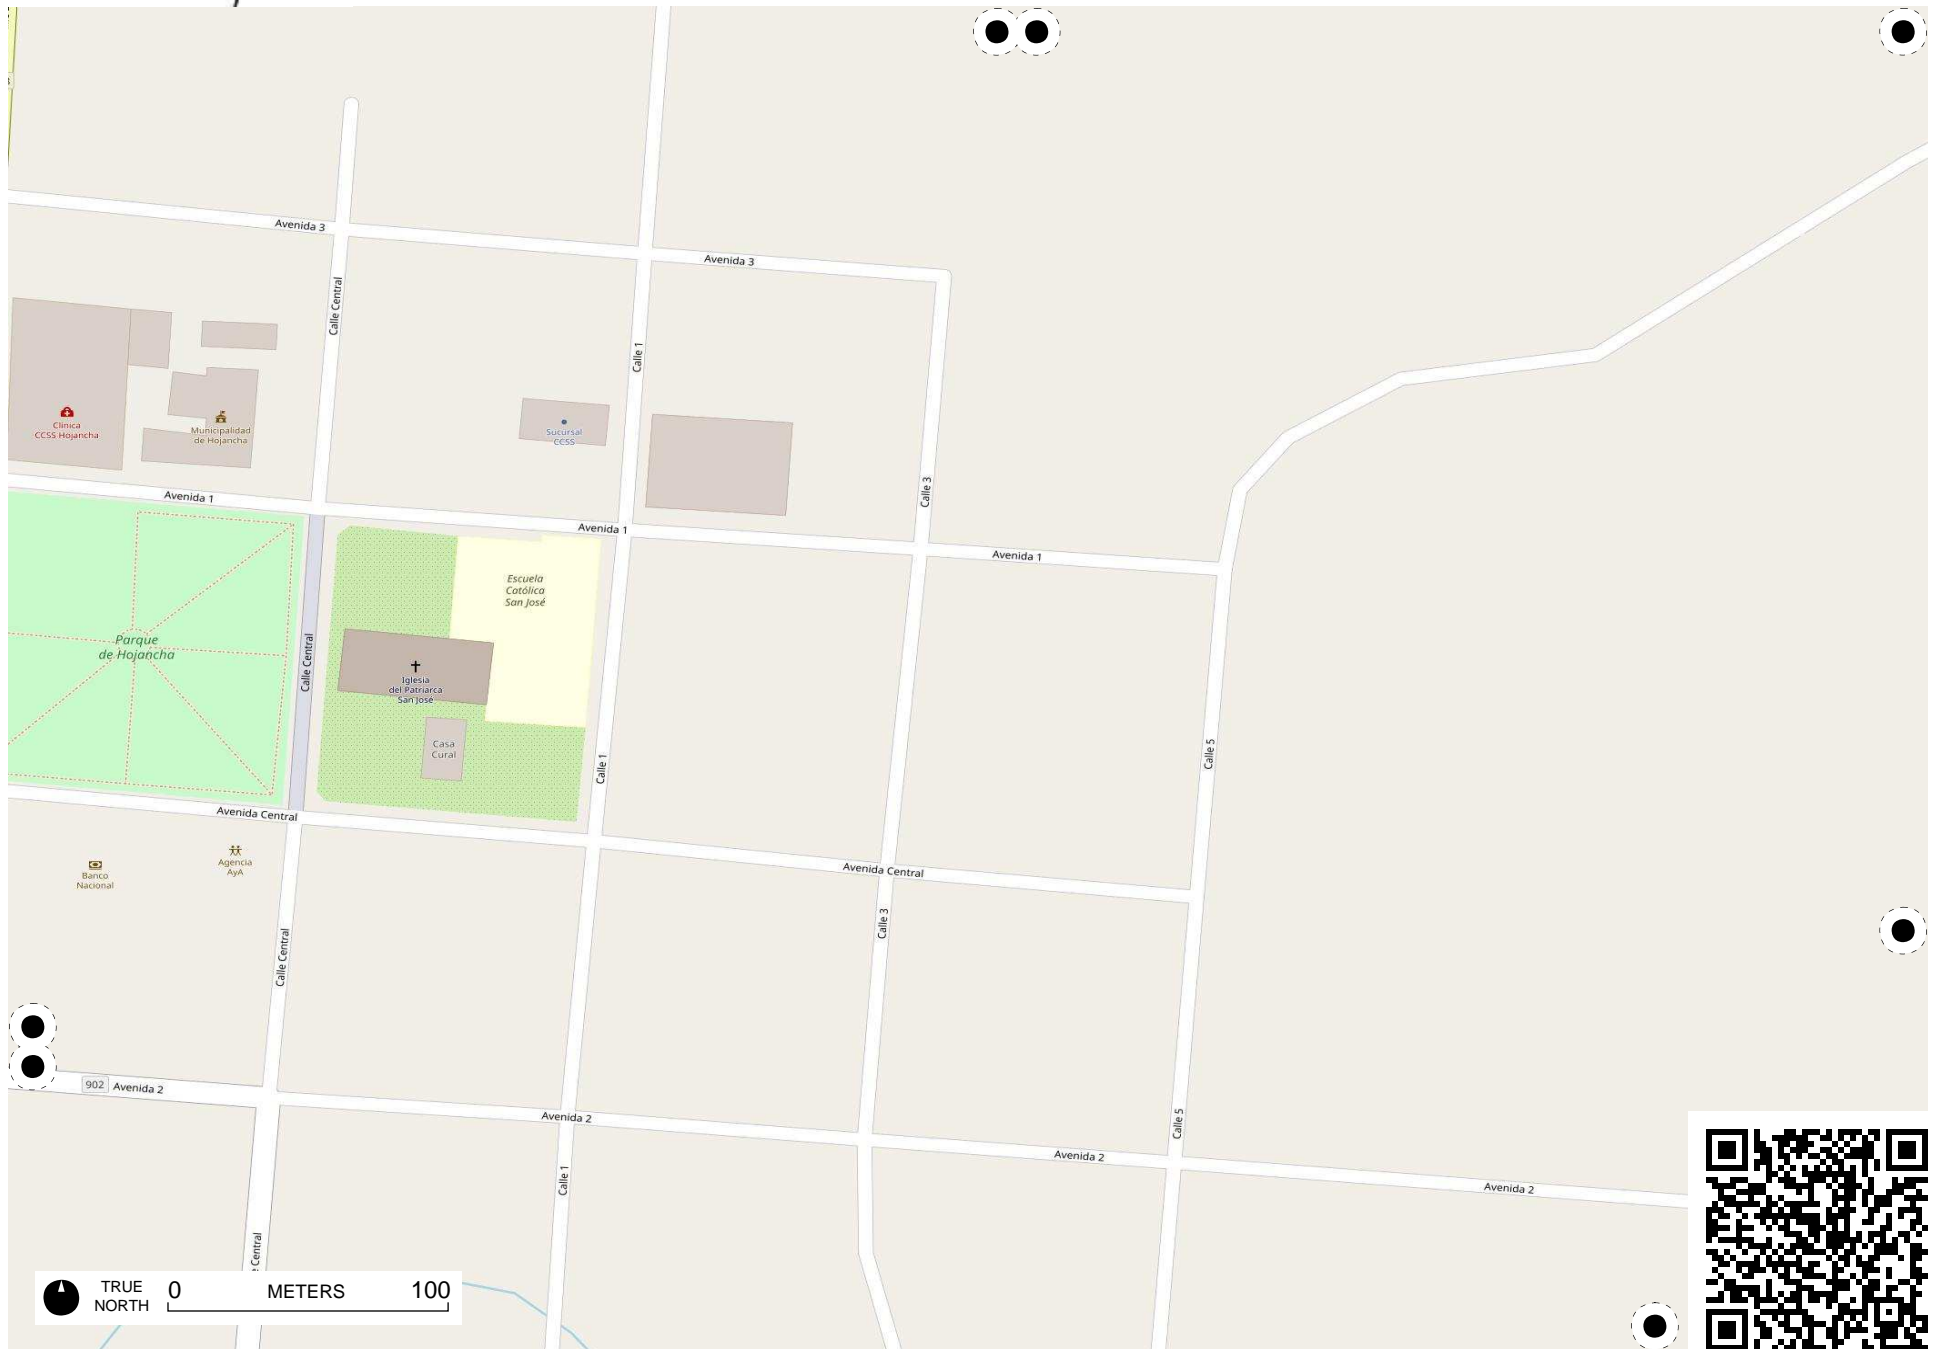 Avenida 3
Avenida 3
Calle Central
Calle 1
Clínica
CCSS Hojancha
Municipalidad
de Hojancha
Sucursal
CCSS
Calle 3
Avenida 1
Avenida 1
Avenida 1
Escuela
Católica
San José
Parque
de Hojancha
Calle Central
Iglesia
del Patriarca
San José
Casa
Cural
Calle 1
Calle 5
Avenida Central
Avenida Central
Banco
Nacional
Agencia
AyA
Calle Central
Calle 3
902 Avenida 2
Avenida 2
Calle 5
Avenida 2
Calle 1
Avenida 2
Central
TRUE
NORTH
0 METERS 100